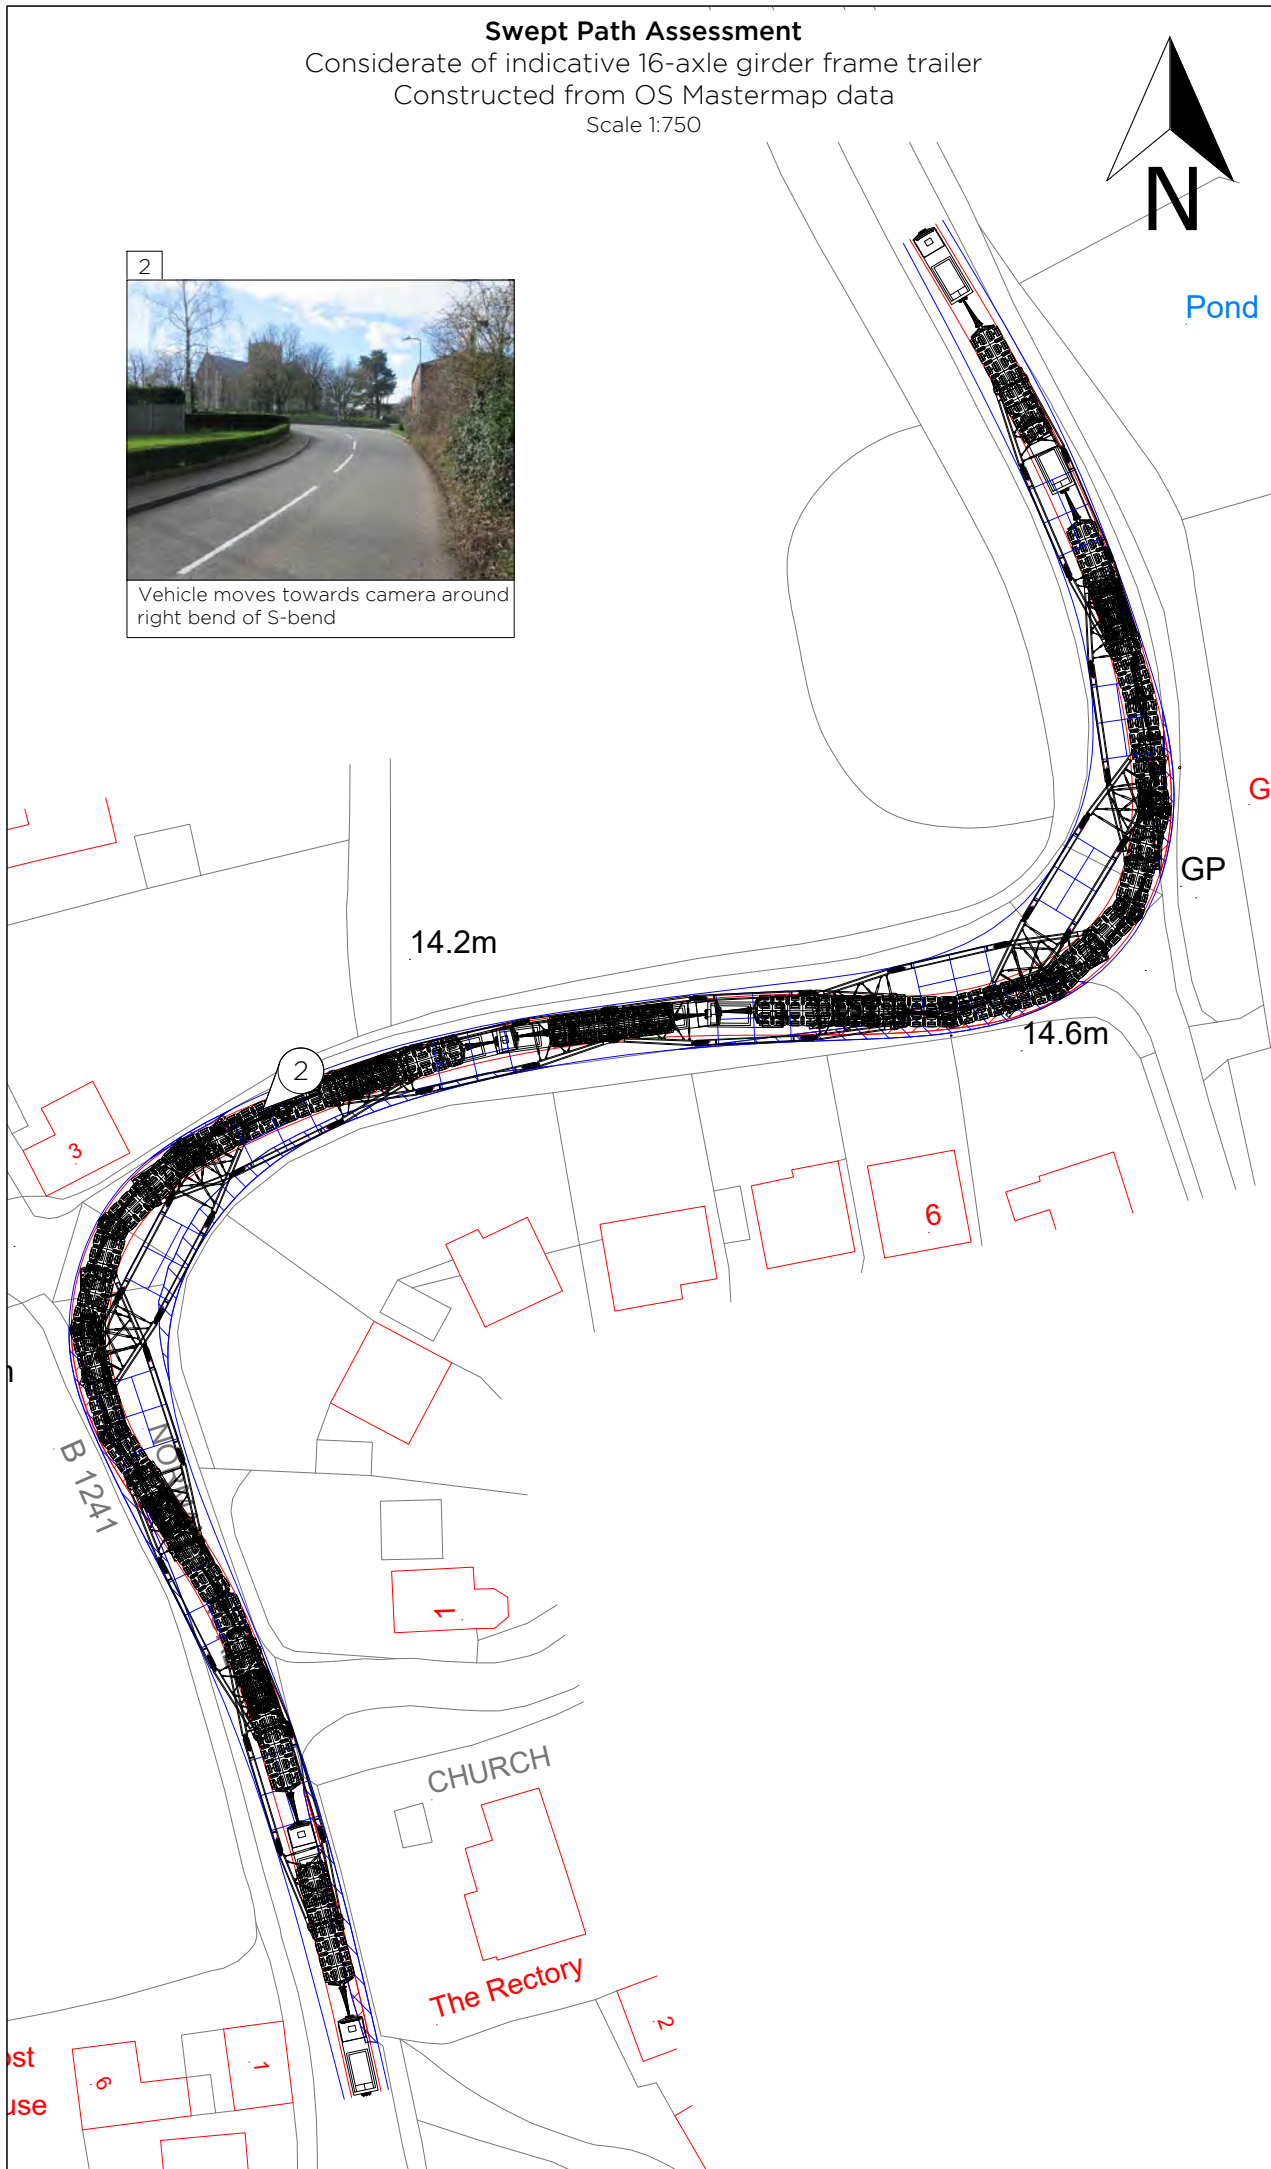 Swept Path Assessment
Considerate of indicative 16-axle girder frame trailer
Constructed from OS Mastermap data
Scale 1:750
N
2
Vehicle moves towards camera around
right bend of S-bend
Pond
G
GP
14.2m
14.6m
2
3
6
B 1241
1
CHURCH
The Rectory
2
ost
use
6
1